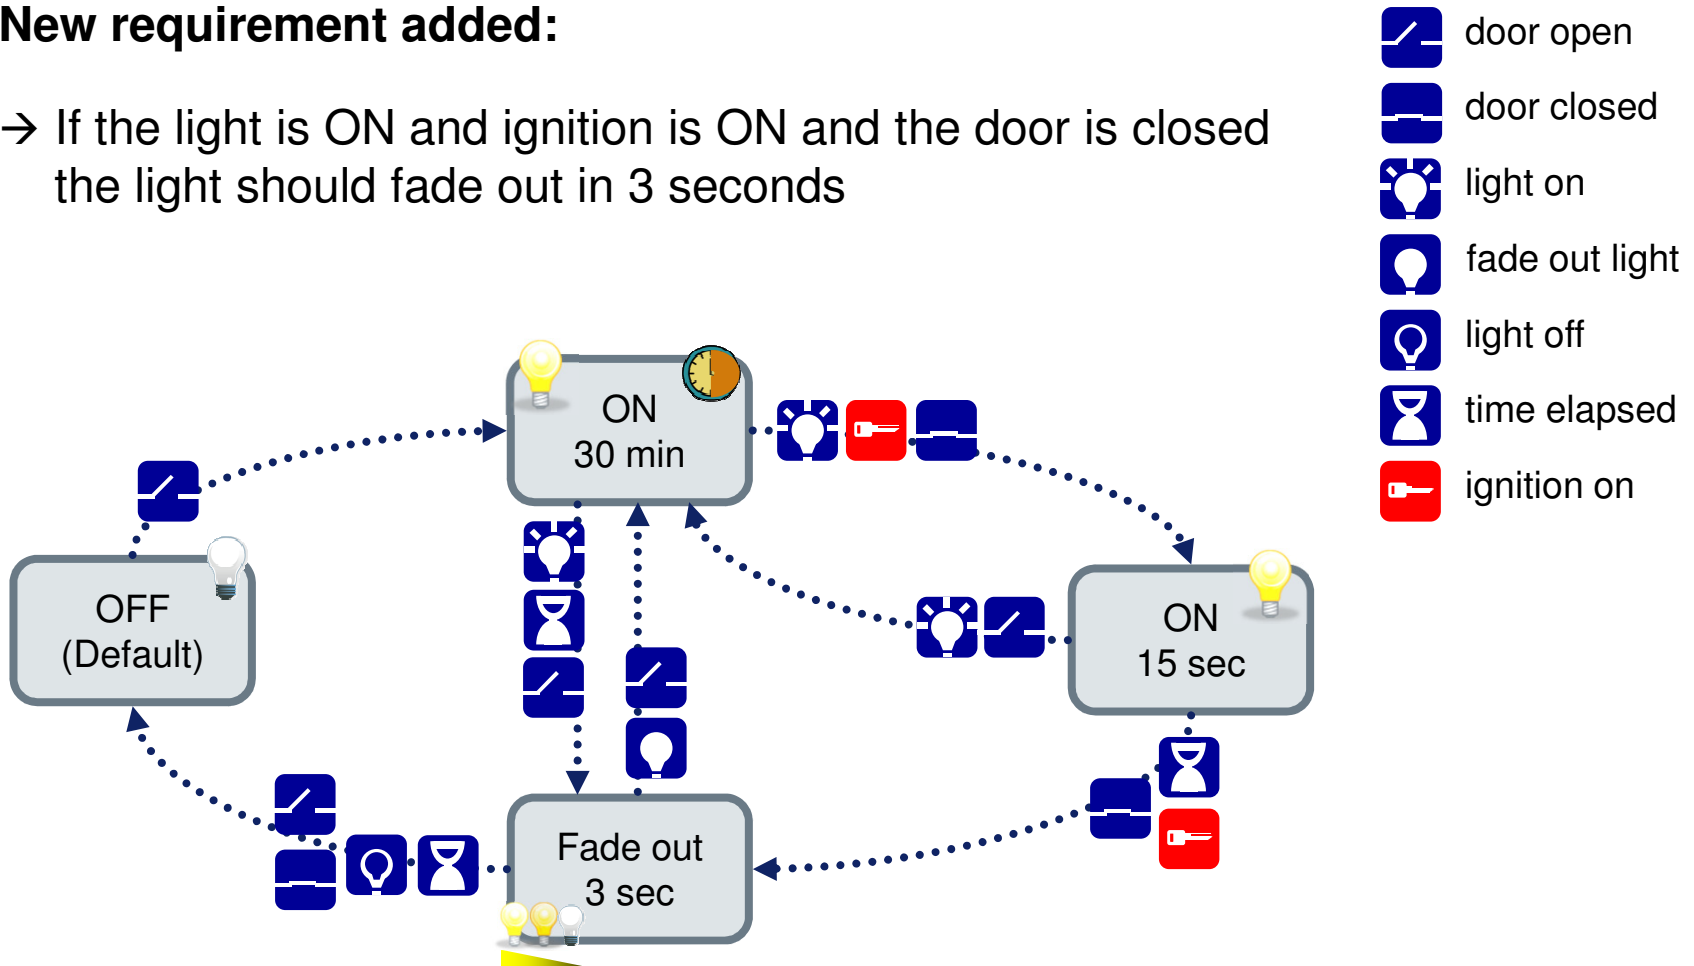 New requirement added:
→ If the light is ON and ignition is ON and the door is closed
the light should fade out in 3 seconds
door open
door closed
light on
fade out light
light off
time elapsed
ignition on
ON
30 min
OFF
(Default)
ON
15 sec
Fade out
3 sec